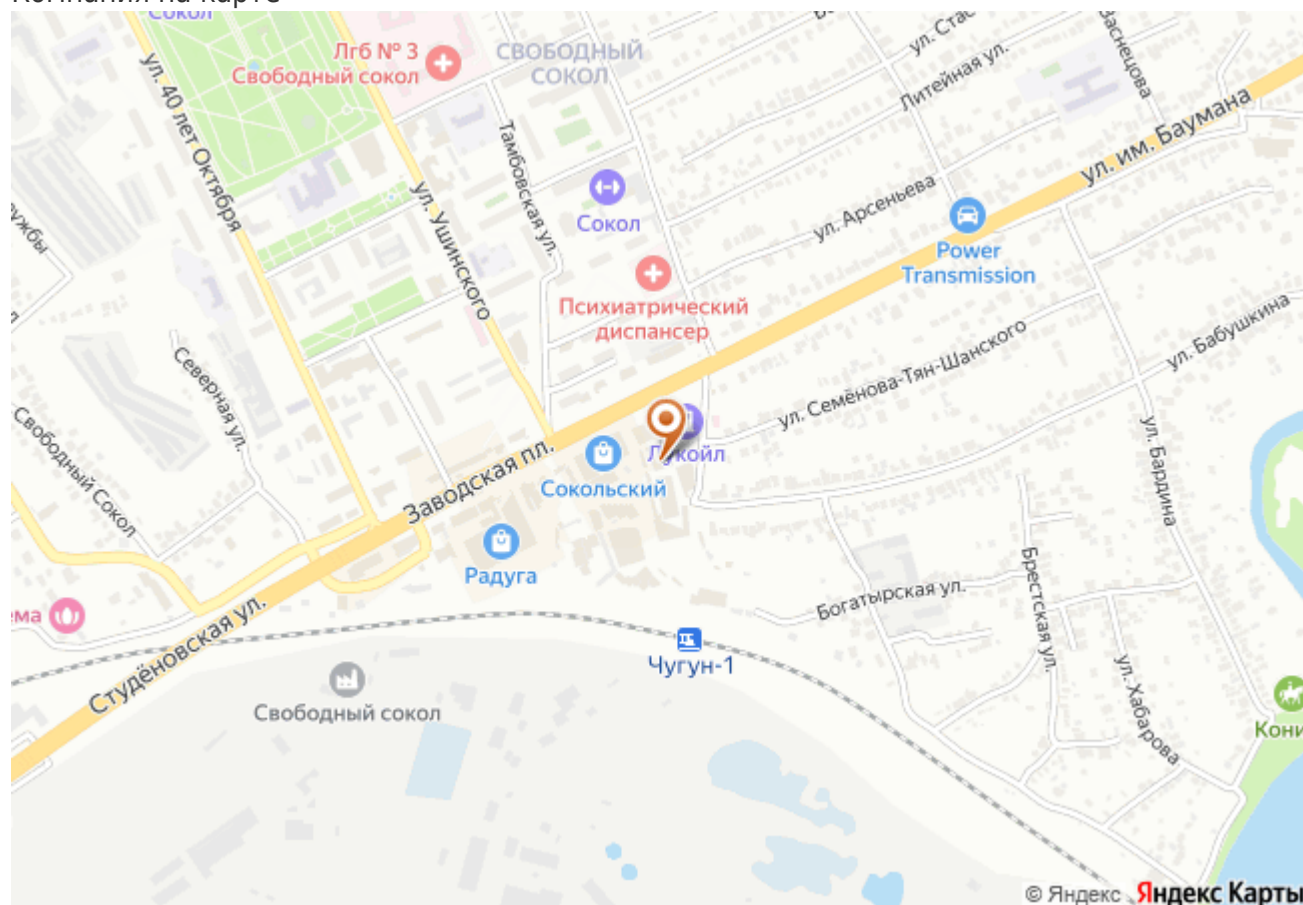 Компания на карте
Сокол
Лгб № 3
Свободный сокол
СВОБОДНЫЙ
СОКОЛ
ул. Стас
Васнецова
Литейная ул.
ул. 40 лет Октября
Тамбовская ул.
ул. им. Баумана
ул. Ушинского
Сокол
ул. Арсеньева
Power
Transmission
Психиатрический
диспансер
Северная ул.
ул. Семёнова-Тян-Шанского
ул. Бабушкина
Лукойл
Заводская пл.
Сокольский
Свободный Сокол
ул. Бардина
Радуга
Брестская ул.
Богатырская ул.
Студёновская ул.
Чугун-1
ул. Хабарова
Свободный сокол
© Яндекс Яндекс Карты